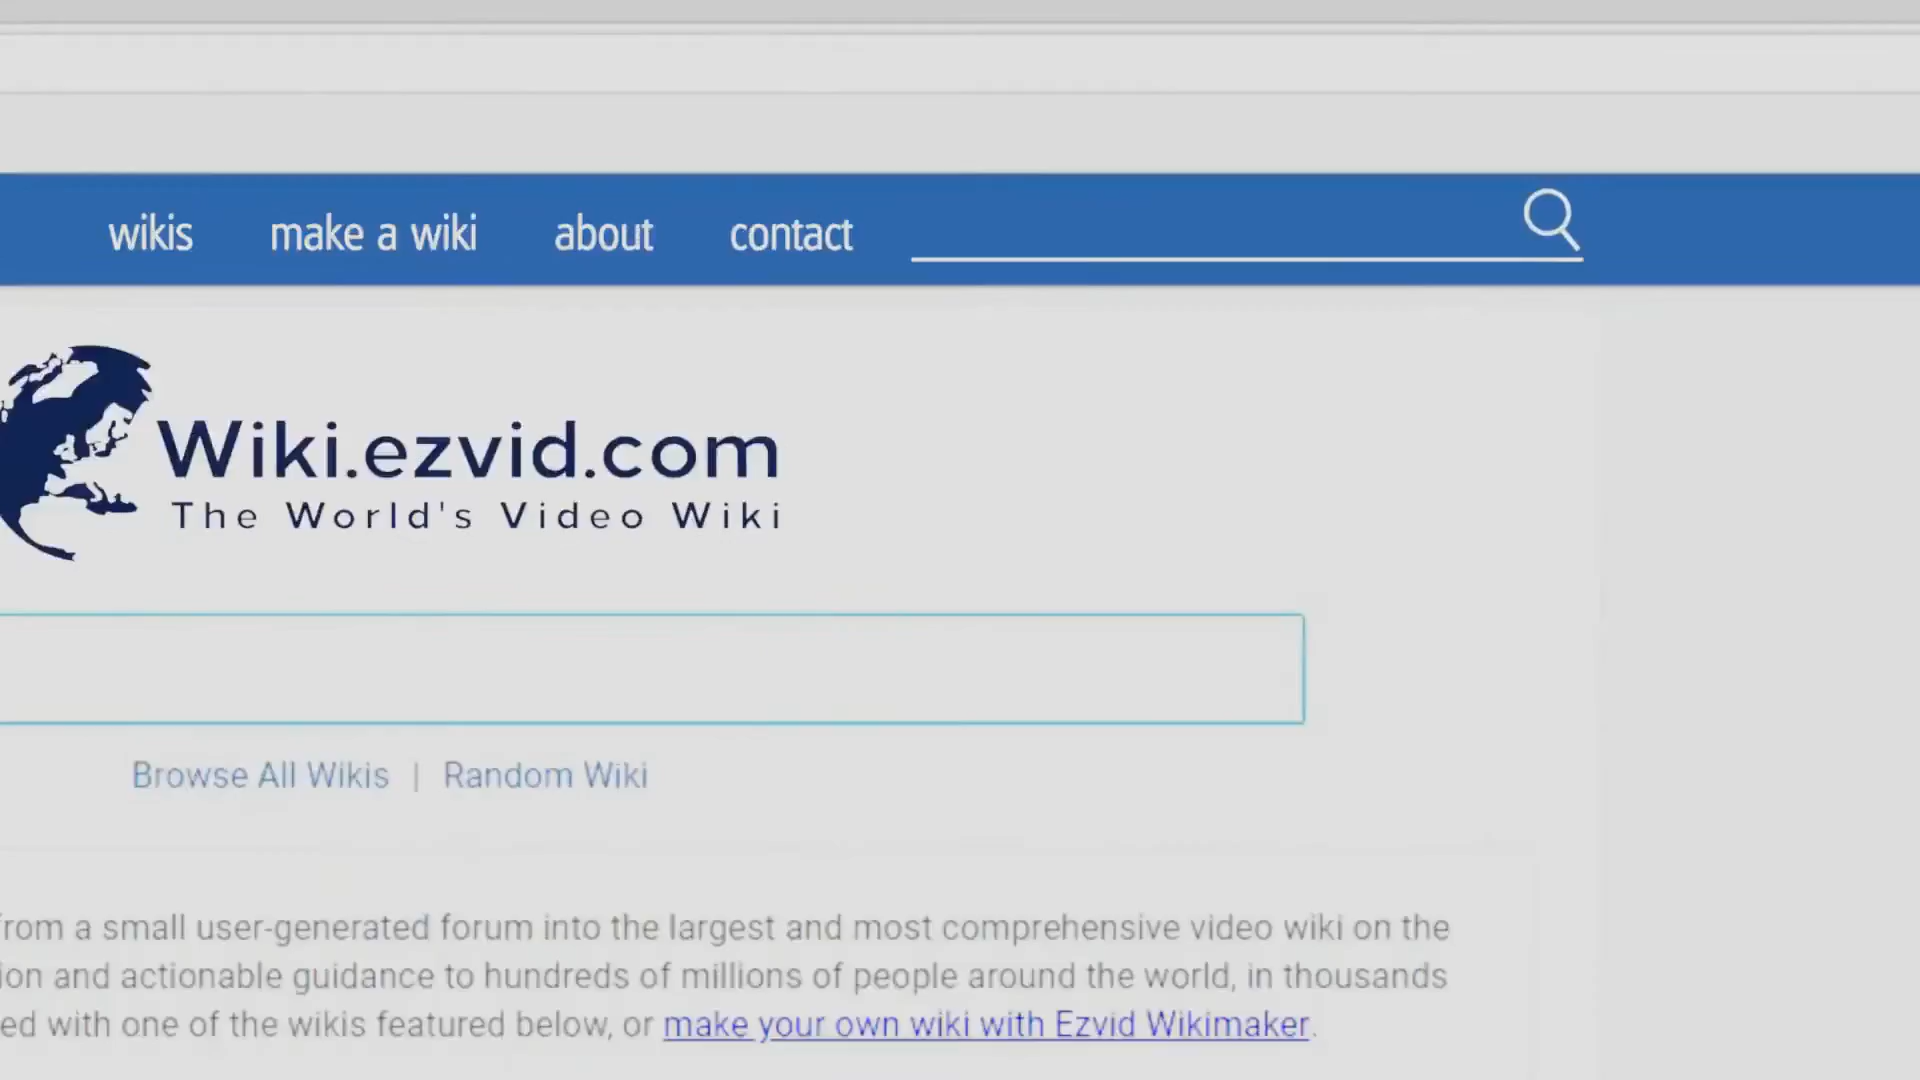 wikis make a wiki about contact
Wiki.ezvid.com
The World's Video Wiki
Browse All Wikis | Random Wiki
from a small user-generated forum into the largest and most comprehensive video wiki on the
and actionable guidance to hundreds of millions of people around the world, in thousands
with one of the wikis featured below, or make your own wiki with Ezvid Wikimaker.